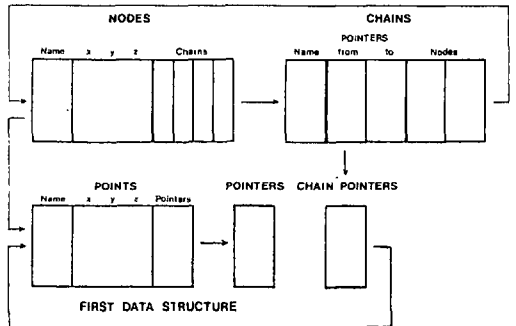 NODES CHAINS
POINTERS
Name x y z Chains Name from to Nodes
POINTS POINTERS CHAIN POINTERS
Name x y z Pointers
FIRST DATA STRUCTURE